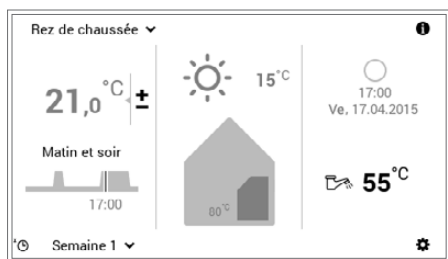 Rez de chaussée
21,0 °C ±
15°C
17:00
Ve, 17.04.2015
Matin et soir
17:00
80°C
55°C
Semaine 1